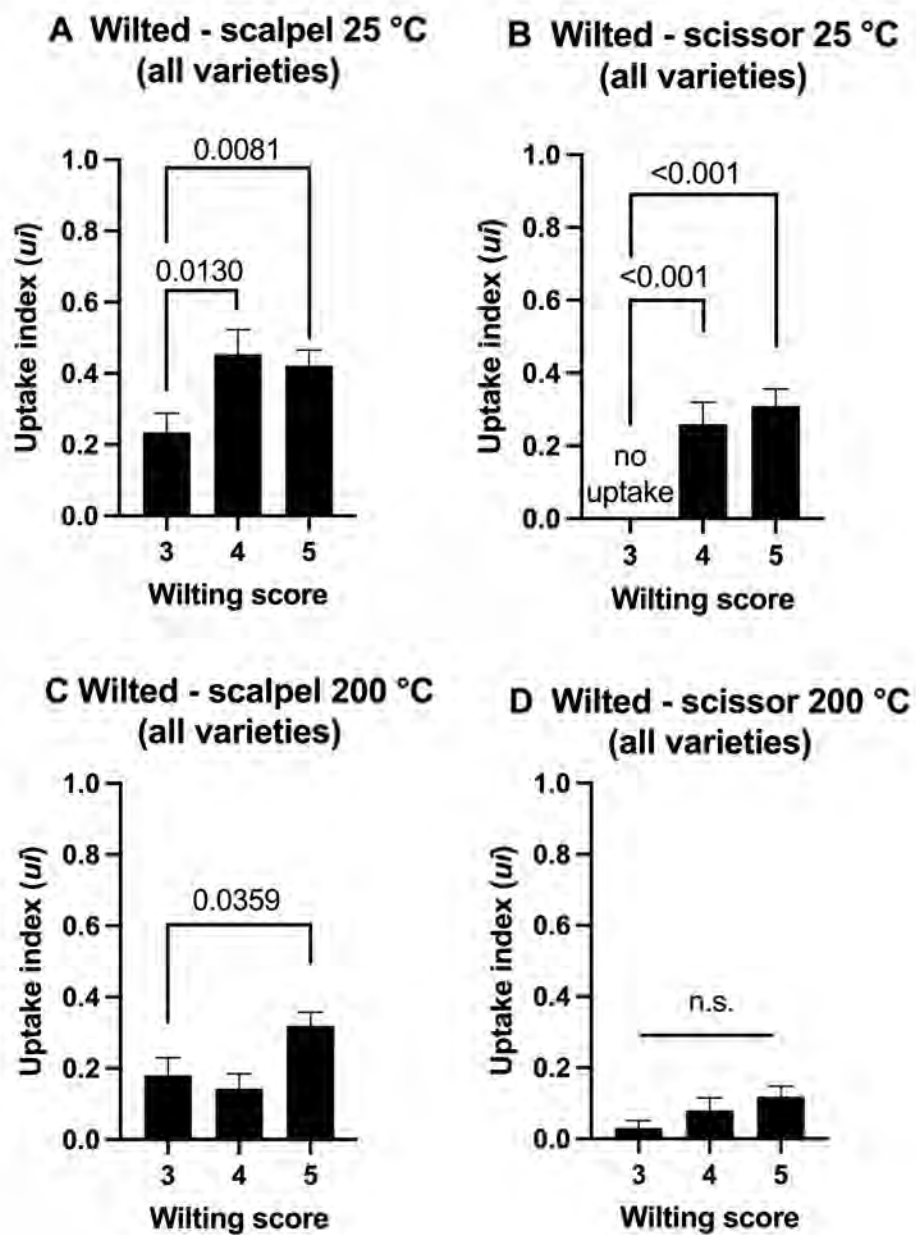 A Wilted - scalpel 25 °C
(all varieties)
Uptake index (ui)
1.0
0.8
0.6
0.4
0.2
0.0
0.0081
0.0130
3 4 5
Wilting score
B Wilted - scissor 25 °C
(all varieties)
Uptake index (ui)
1.0
0.8
0.6
0.4
0.2
0.0
<0.001
<0.001
no
uptake
3 4 5
Wilting score
C Wilted - scalpel 200 °C
(all varieties)
Uptake index (ui)
1.0
0.8
0.6
0.4
0.2
0.0
0.0359
3 4 5
Wilting score
D Wilted - scissor 200 °C
(all varieties)
Uptake index (ui)
1.0
0.8
0.6
0.4
0.2
0.0
n.s.
3 4 5
Wilting score